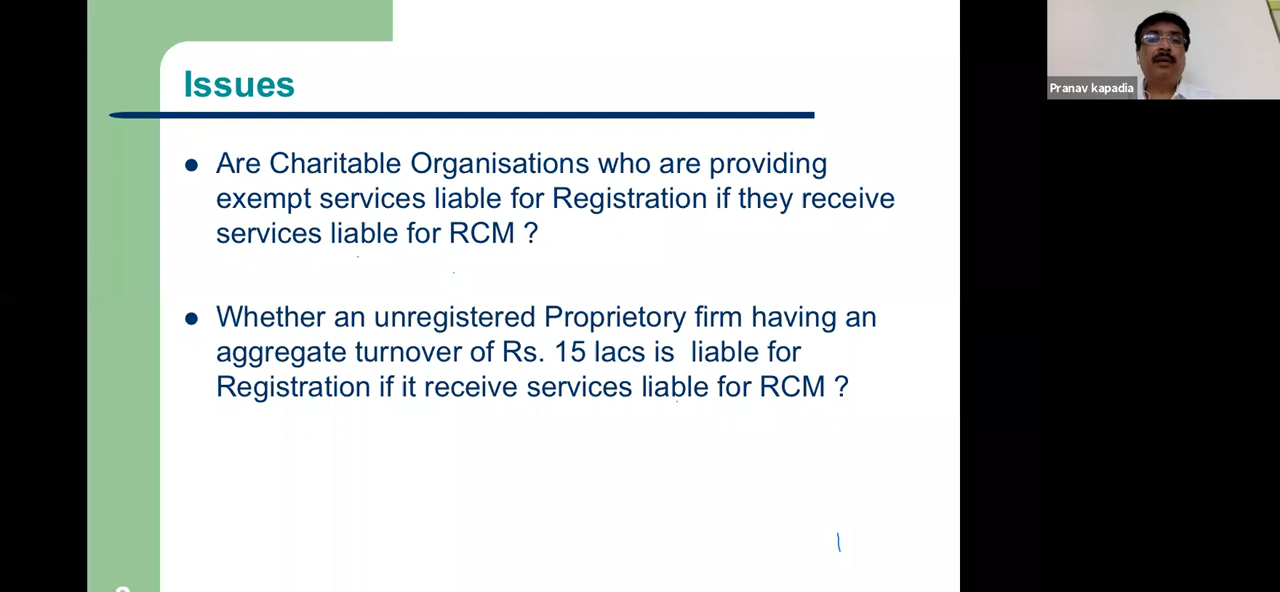 Issues
Are Charitable Organisations who are providing
exempt services liable for Registration if they receive
services liable for RCM ?
Whether an unregistered Proprietory firm having an
aggregate turnover of Rs. 15 lacs is  liable for
Registration if it receive services liable for RCM ?
Pranav kapadia